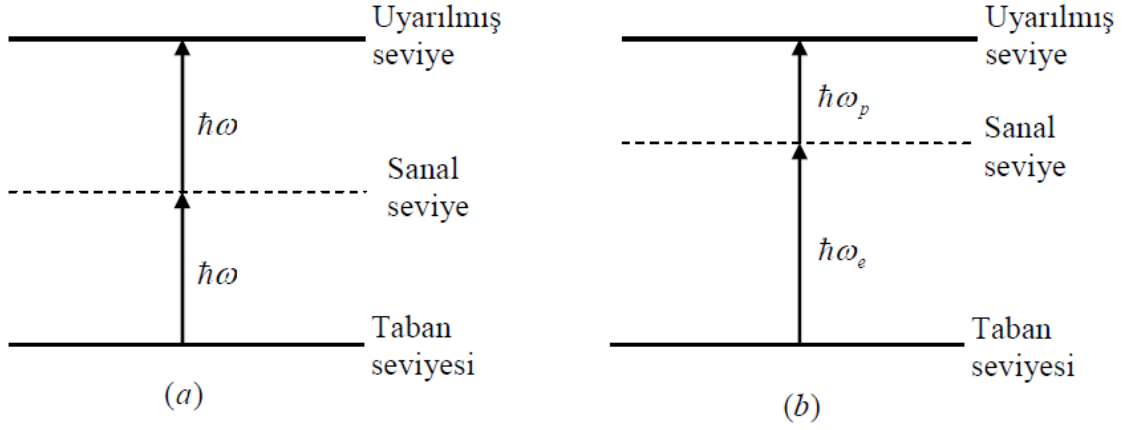 Uyarılmış
seviye
ħω
Sanal
seviye
ħω
Taban
seviyesi
(a)
Uyarılmış
seviye
ħωₚ
Sanal
seviye
ħωₑ
Taban
seviyesi
(b)